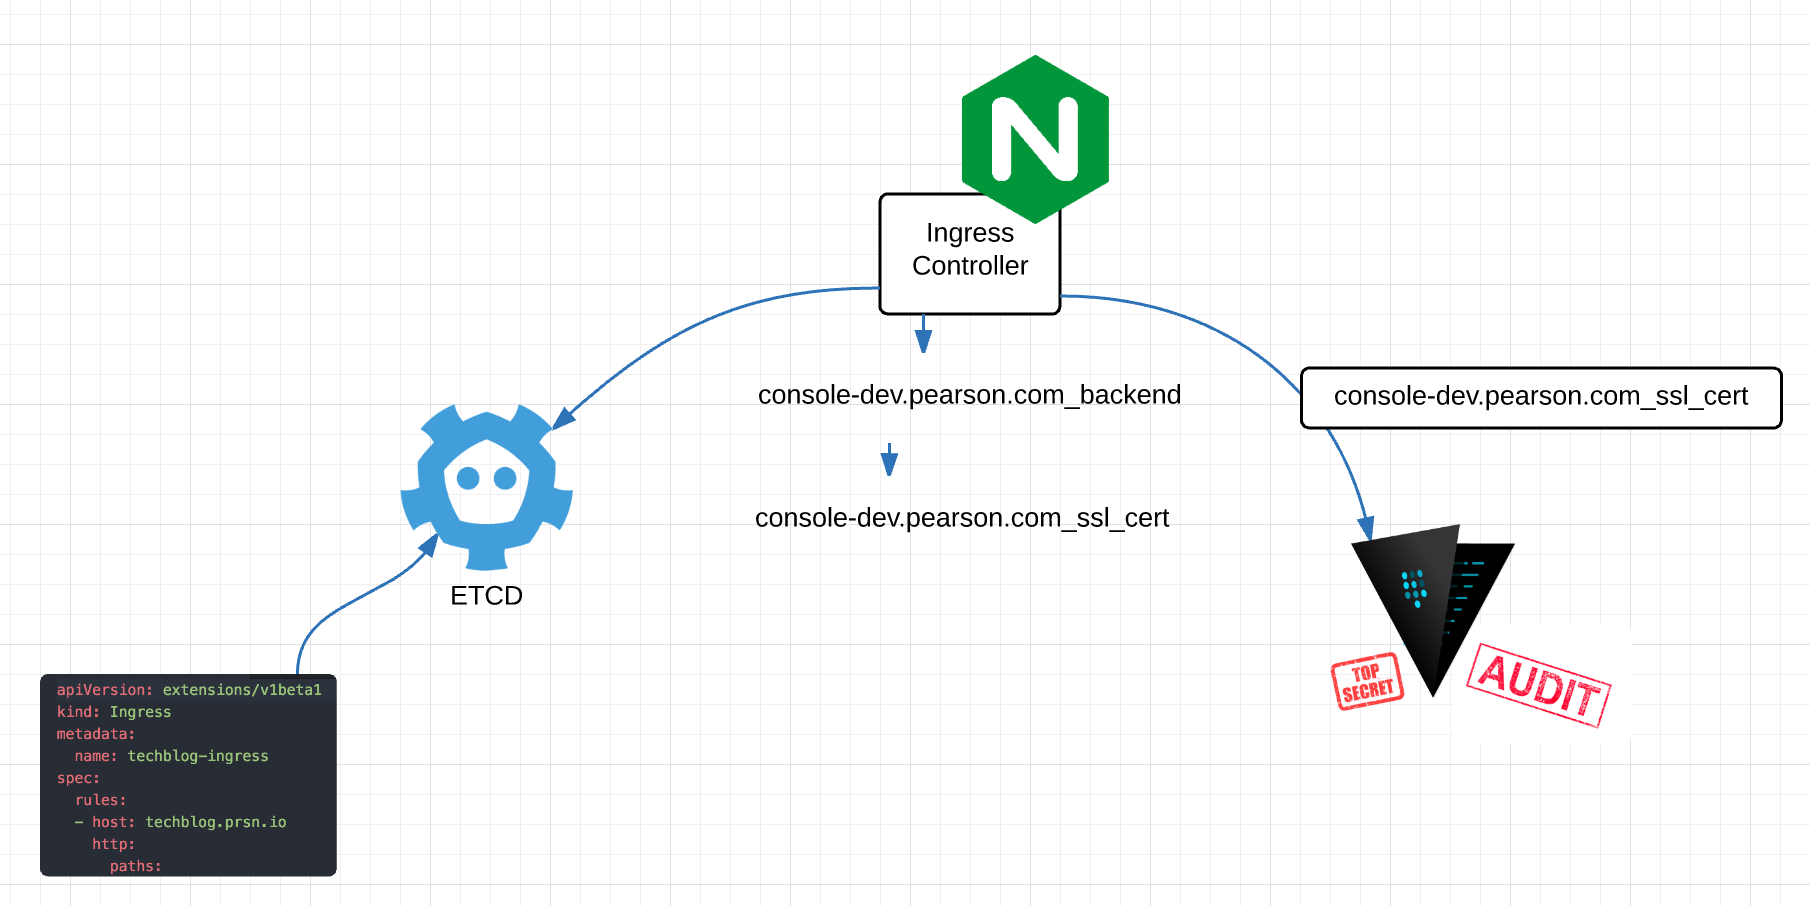 Ingress
Controller
console-dev.pearson.com_backend
console-dev.pearson.com_ssl_cert
console-dev.pearson.com_ssl_cert
ETCD
TOP
SECRET
AUDIT
apiVersion: extensions/v1beta1
kind: Ingress
metadata:
  name: techblog-ingress
spec:
  rules:
  - host: techblog.prsn.io
    http:
      paths: